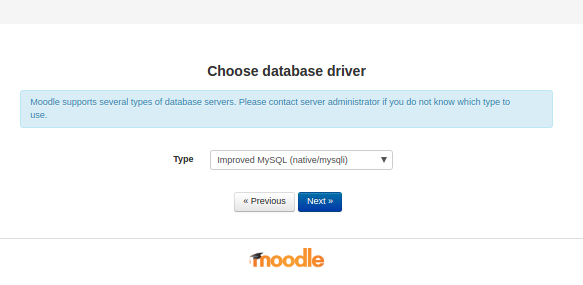 Choose database driver
Moodle supports several types of database servers. Please contact server administrator if you do not know which type to
use.
Type Improved MySQL (native/mysqli)
« Previous Next »
moodle